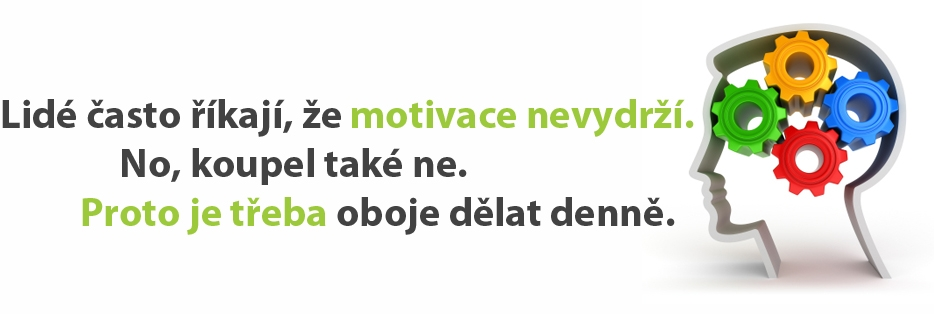 Lidé často říkají, že motivace nevydrží.
No, koupel také ne.
Proto je třeba oboje dělat denně.